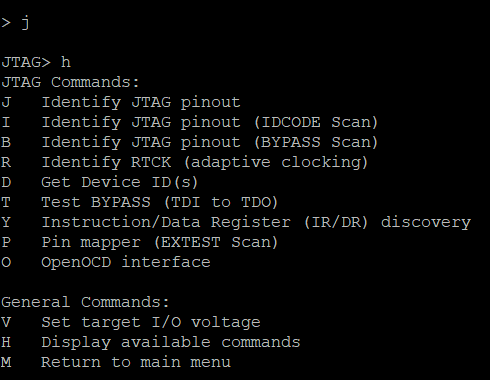 > j
JTAG> h
JTAG Commands:
J   Identify JTAG pinout
I   Identify JTAG pinout (IDCODE Scan)
B   Identify JTAG pinout (BYPASS Scan)
R   Identify RTCK (adaptive clocking)
D   Get Device ID(s)
T   Test BYPASS (TDI to TDO)
Y   Instruction/Data Register (IR/DR) discovery
P   Pin mapper (EXTEST Scan)
O   OpenOCD interface
General Commands:
V   Set target I/O voltage
H   Display available commands
M   Return to main menu